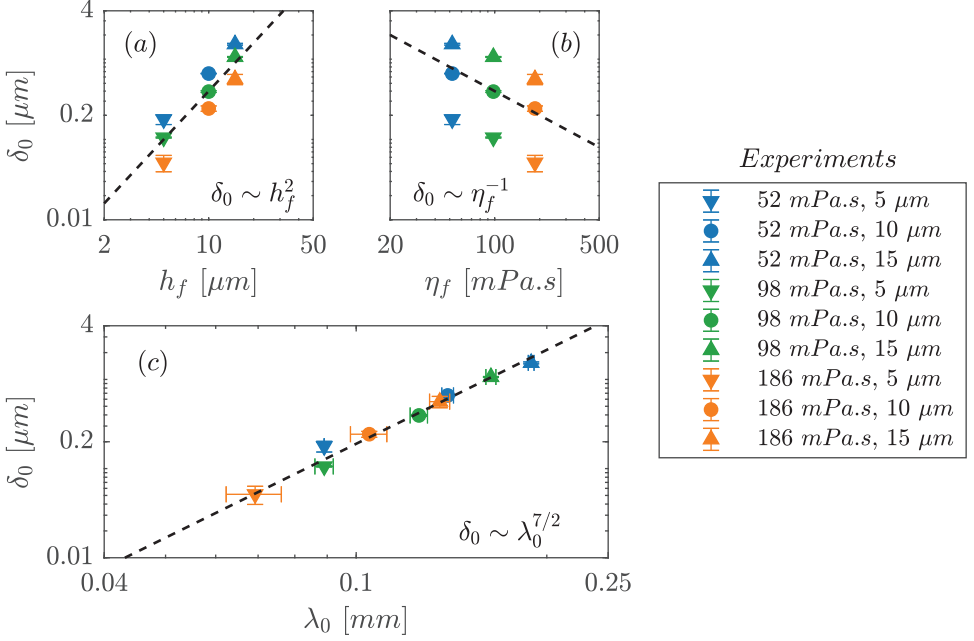 4
0.2
0.01
δ₀ [μm]
(a)
δ₀ ∼ h_f^2
2
10
50
h_f [μm]
(b)
δ₀ ∼ η_f^{-1}
20
100
500
η_f [mPa.s]
4
0.2
0.01
δ₀ [μm]
(c)
δ₀ ∼ λ₀^{7/2}
0.04
0.1
0.25
λ₀ [mm]
Experiments
52 mPa.s, 5 μm
52 mPa.s, 10 μm
52 mPa.s, 15 μm
98 mPa.s, 5 μm
98 mPa.s, 10 μm
98 mPa.s, 15 μm
186 mPa.s, 5 μm
186 mPa.s, 10 μm
186 mPa.s, 15 μm